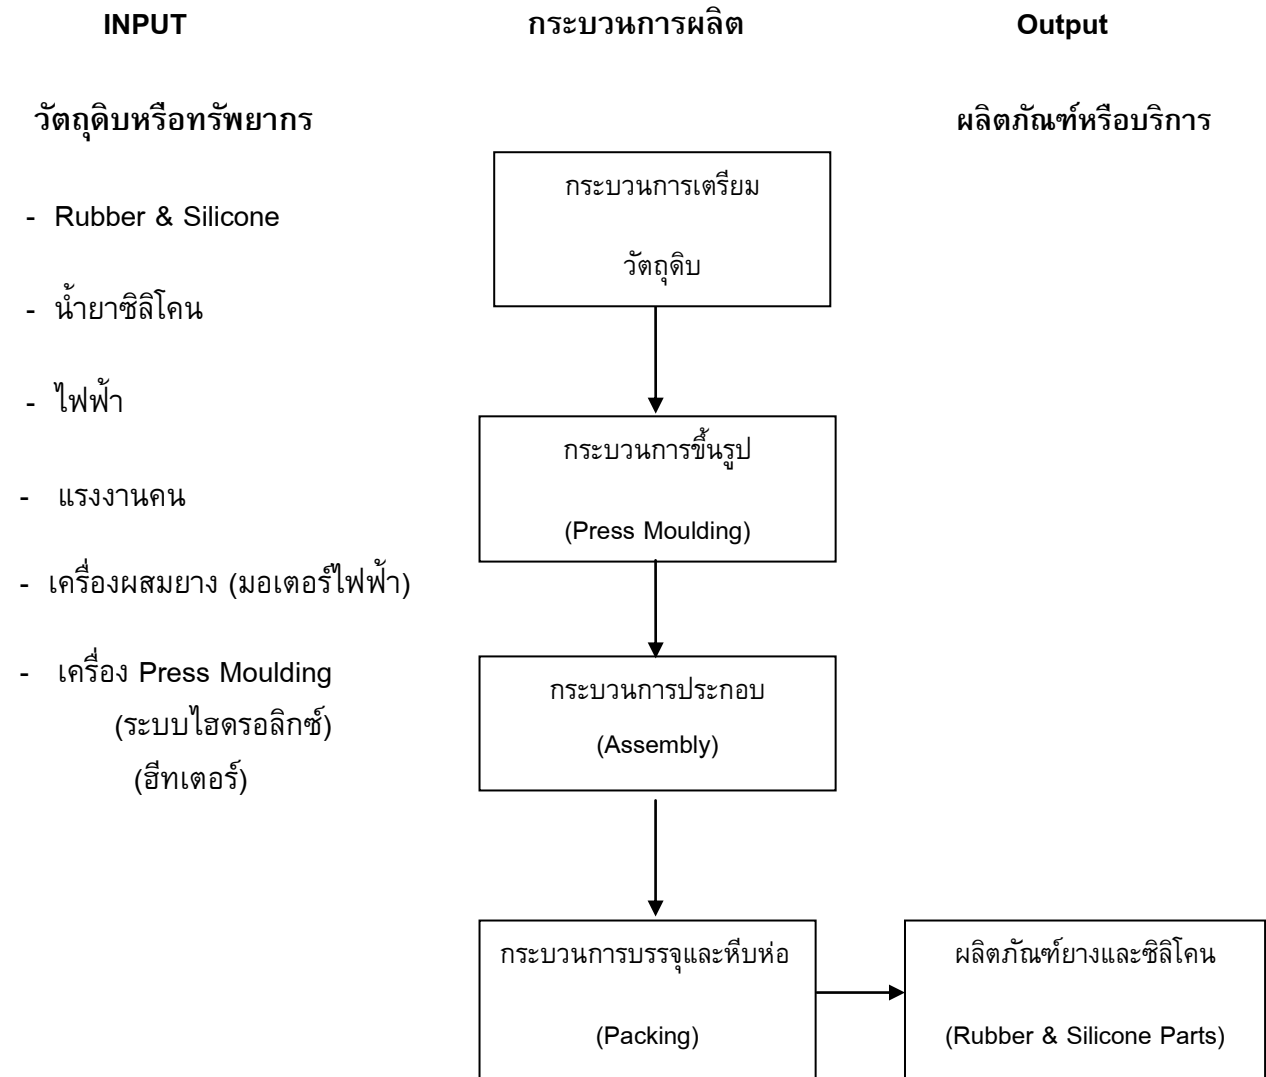 INPUT
กระบวนการผลิต
Output
วัตถุดิบหรือทรัพยากร
ผลิตภัณฑ์หรือบริการ
- Rubber & Silicone
- น้ำยาซิลิโคน
- ไฟฟ้า
- แรงงานคน
- เครื่องผสมยาง (มอเตอร์ไฟฟ้า)
- เครื่อง Press Moulding
(ระบบไฮดรอลิกซ์)
(ฮีทเตอร์)
กระบวนการเตรียม
วัตถุดิบ
กระบวนการขึ้นรูป
(Press Moulding)
กระบวนการประกอบ
(Assembly)
กระบวนการบรรจุและหีบห่อ
(Packing)
ผลิตภัณฑ์ยางและซิลิโคน
(Rubber & Silicone Parts)